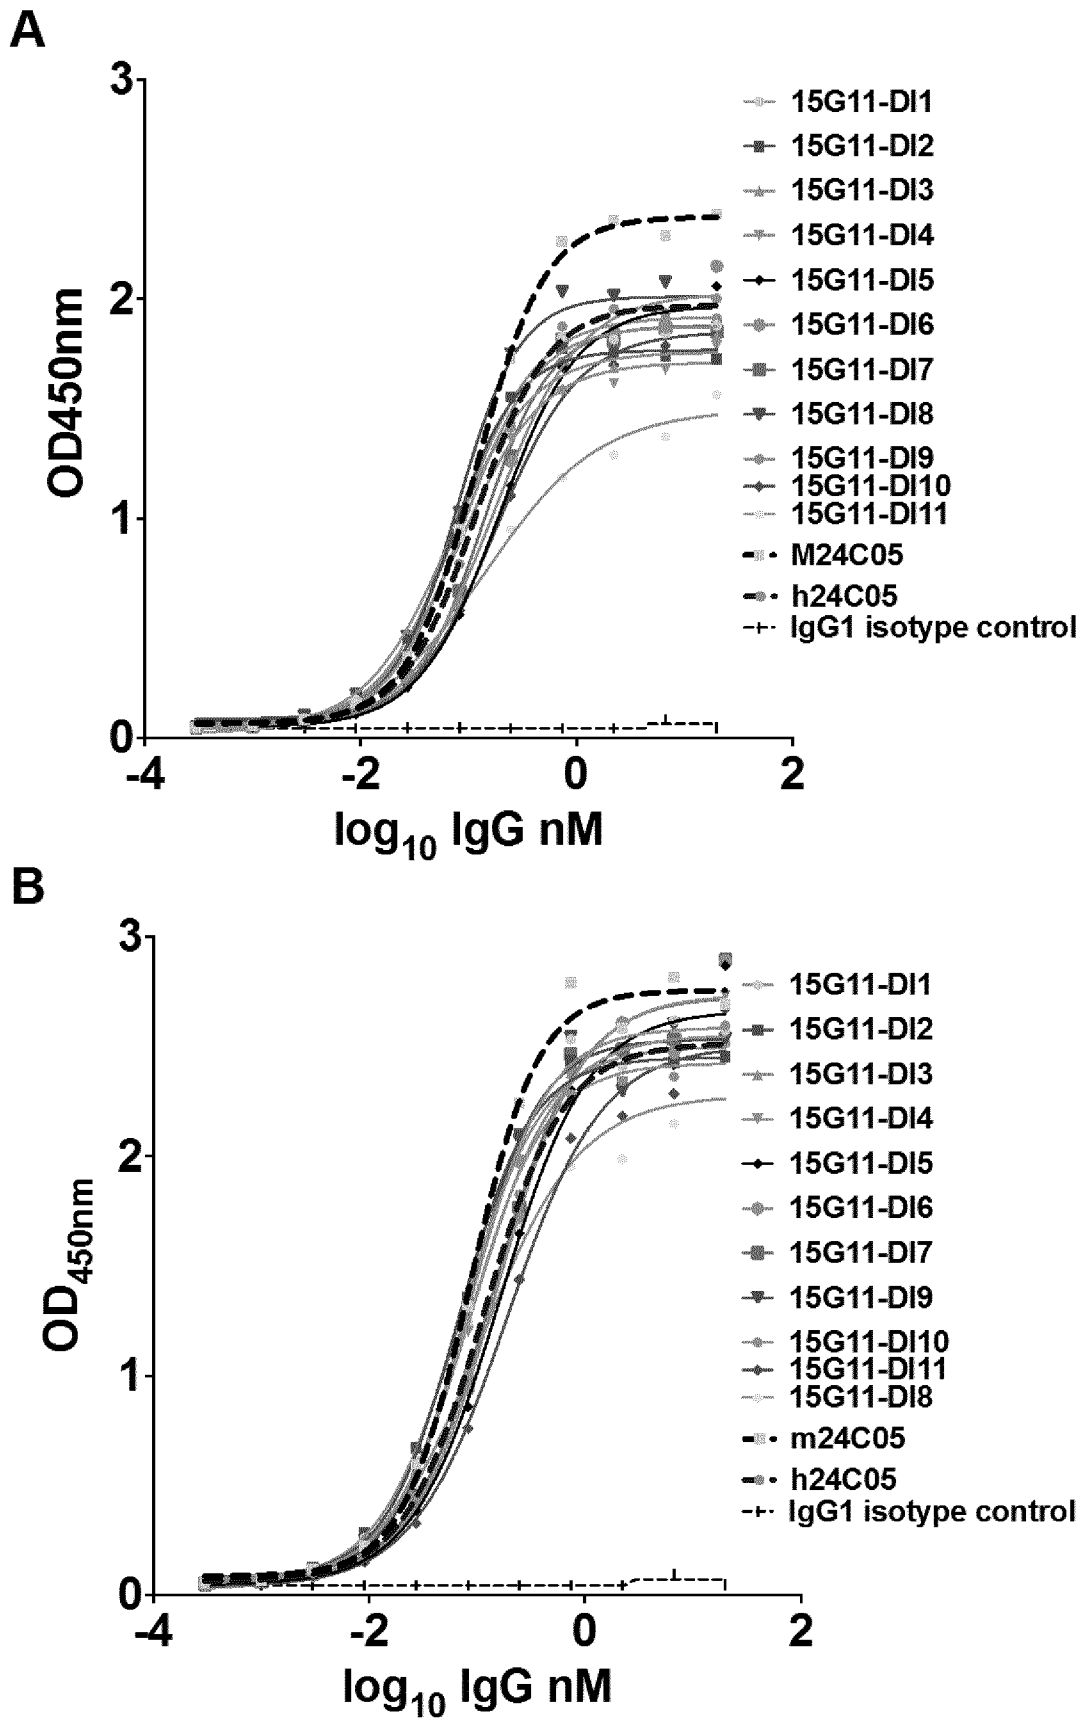 A
3
2
1
0
-4
-2
0
2
OD450nm
log10 IgG nM
15G11-DI1
15G11-DI2
15G11-DI3
15G11-DI4
15G11-DI5
15G11-DI6
15G11-DI7
15G11-DI8
15G11-DI9
15G11-DI10
15G11-DI11
M24C05
h24C05
IgG1 isotype control
B
3
2
1
0
-4
-2
0
2
OD450nm
log10 IgG nM
15G11-DI1
15G11-DI2
15G11-DI3
15G11-DI4
15G11-DI5
15G11-DI6
15G11-DI7
15G11-DI9
15G11-DI10
15G11-DI11
15G11-DI8
m24C05
h24C05
IgG1 isotype control